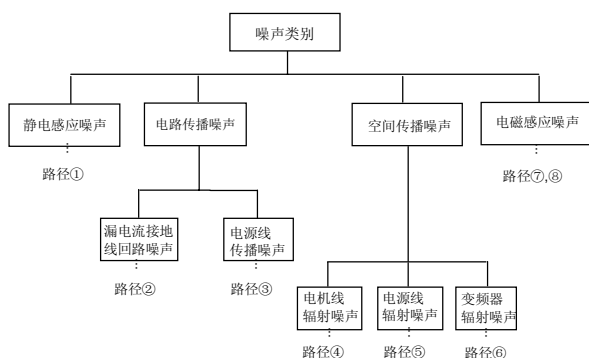 噪声类别
静电感应噪声
电路传播噪声
空间传播噪声
电磁感应噪声
路径①
路径⑦,⑧
漏电流接地
线回路噪声
电源线
传播噪声
路径②
路径③
电机线
辐射噪声
电源线
辐射噪声
变频器
辐射噪声
路径④
路径⑤
路径⑥